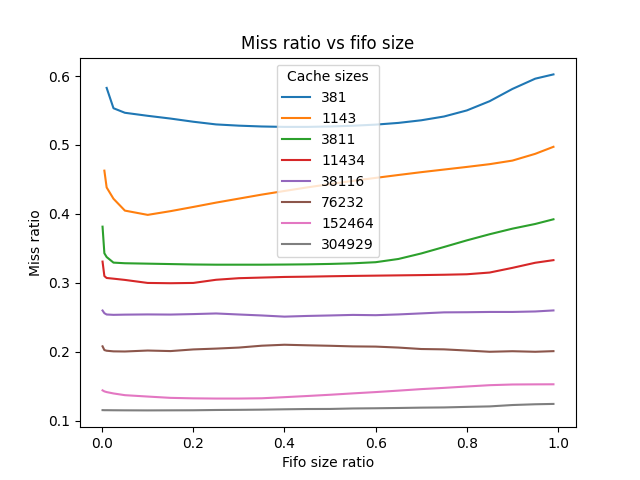 Miss ratio vs fifo size
Cache sizes
381
1143
3811
11434
38116
76232
152464
304929
0.6
0.5
0.4
0.3
0.2
0.1
Miss ratio
0.0 0.2 0.4 0.6 0.8 1.0
Fifo size ratio